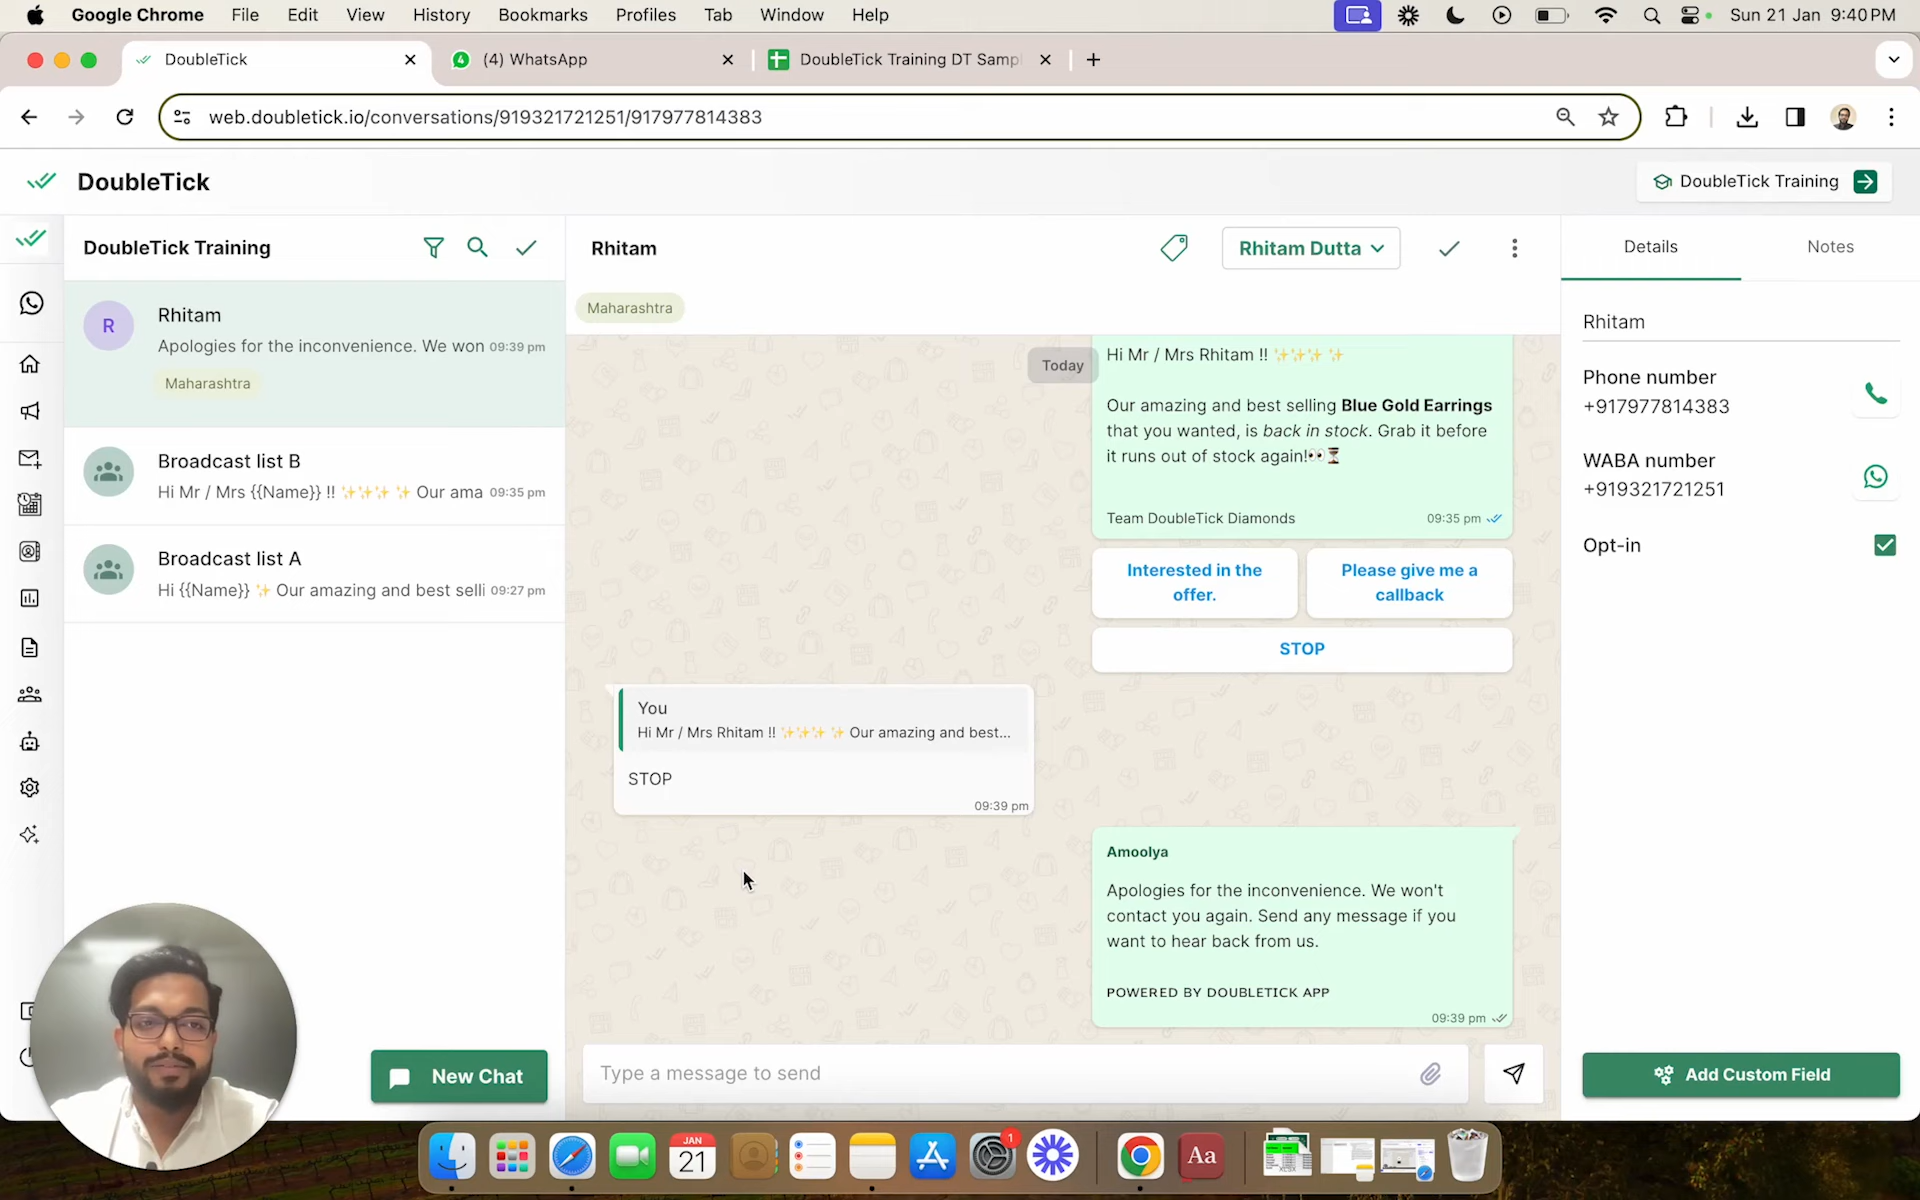 Google Chrome File Edit View History Bookmarks Profiles Tab Window Help Sun 21 Jan 9:40 PM
DoubleTick (4) WhatsApp DoubleTick Training DT Samp
web.doubletick.io/conversations/919321721251/917977814383
DoubleTick
DoubleTick Training
DoubleTick Training
Rhitam
Rhitam Dutta
Details
Notes
Maharashtra
R
Rhitam
Apologies for the inconvenience. We won 09:39 pm
Maharashtra
Broadcast list B
Hi Mr / Mrs {{Name}} !! ✨✨✨ ✨ Our ama 09:35 pm
Broadcast list A
Hi {{Name}} ✨ Our amazing and best selli 09:27 pm
New Chat
Today
Hi Mr / Mrs Rhitam !! ✨✨✨ ✨
Our amazing and best selling Blue Gold Earrings
that you wanted, is back in stock. Grab it before
it runs out of stock again!👀⏳
Team DoubleTick Diamonds 09:35 pm
Interested in the
offer.
Please give me a
callback
STOP
You
Hi Mr / Mrs Rhitam !! ✨✨✨ ✨ Our amazing and best...
STOP
09:39 pm
Amoolya
Apologies for the inconvenience. We won't
contact you again. Send any message if you
want to hear back from us.
POWERED BY DOUBLETICK APP
09:39 pm
Type a message to send
Rhitam
Phone number
+917977814383
WABA number
+919321721251
Opt-in
Add Custom Field
JAN
21
1
Aa